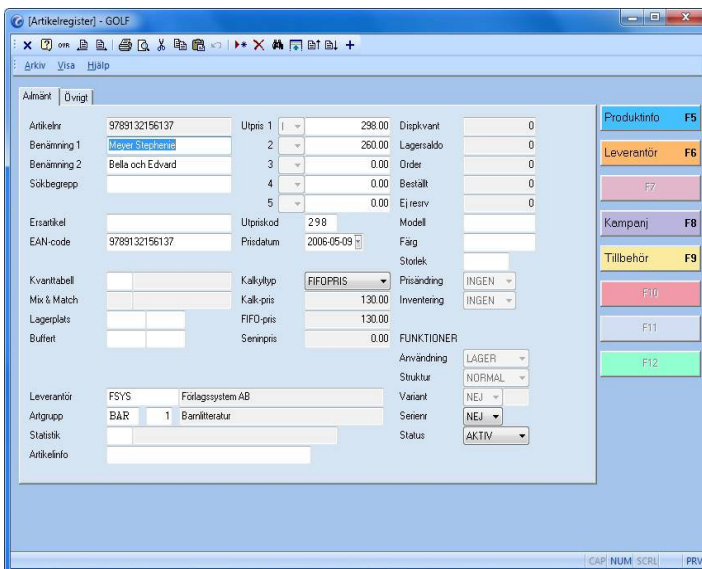 [Artikelregister] - GOLF
OVR
Arkiv Visa Hjälp
Allmänt Övrigt
Artikelnr 9789132156137 Utpris 1 298.00 Dispkvant 0
Benämning 1 Meyer Stephenie 2 260.00 Lagersaldo 0
Benämning 2 Bella och Edvard 3 0.00 Order 0
Sökbegrepp 4 0.00 Beställt 0
5 0.00 Ej resrv 0
Ersartikel Utpriskod 298 Modell
EAN-code 9789132156137 Prisdatum 2006-05-09 Färg
Storlek
Kvanttabell Kalkyltyp FIFOPRIS Prisändring INGEN
Mix & Match Kalk-pris 130.00 Inventering INGEN
Lagerplats FIFO-pris 130.00
Buffert Seninpris 0.00 FUNKTIONER
Användning LAGER
Struktur NORMAL
Leverantör FSYS Förlagssystem AB Variant NEJ
Artgrupp BAR 1 Barnlitteratur Serienr NEJ
Statistik Status AKTIV
Artikelinfo
Produktinfo F5
Leverantör F6
F7
Kampanj F8
Tillbehör F9
F10
F11
F12
CAP NUM SCRL PRV